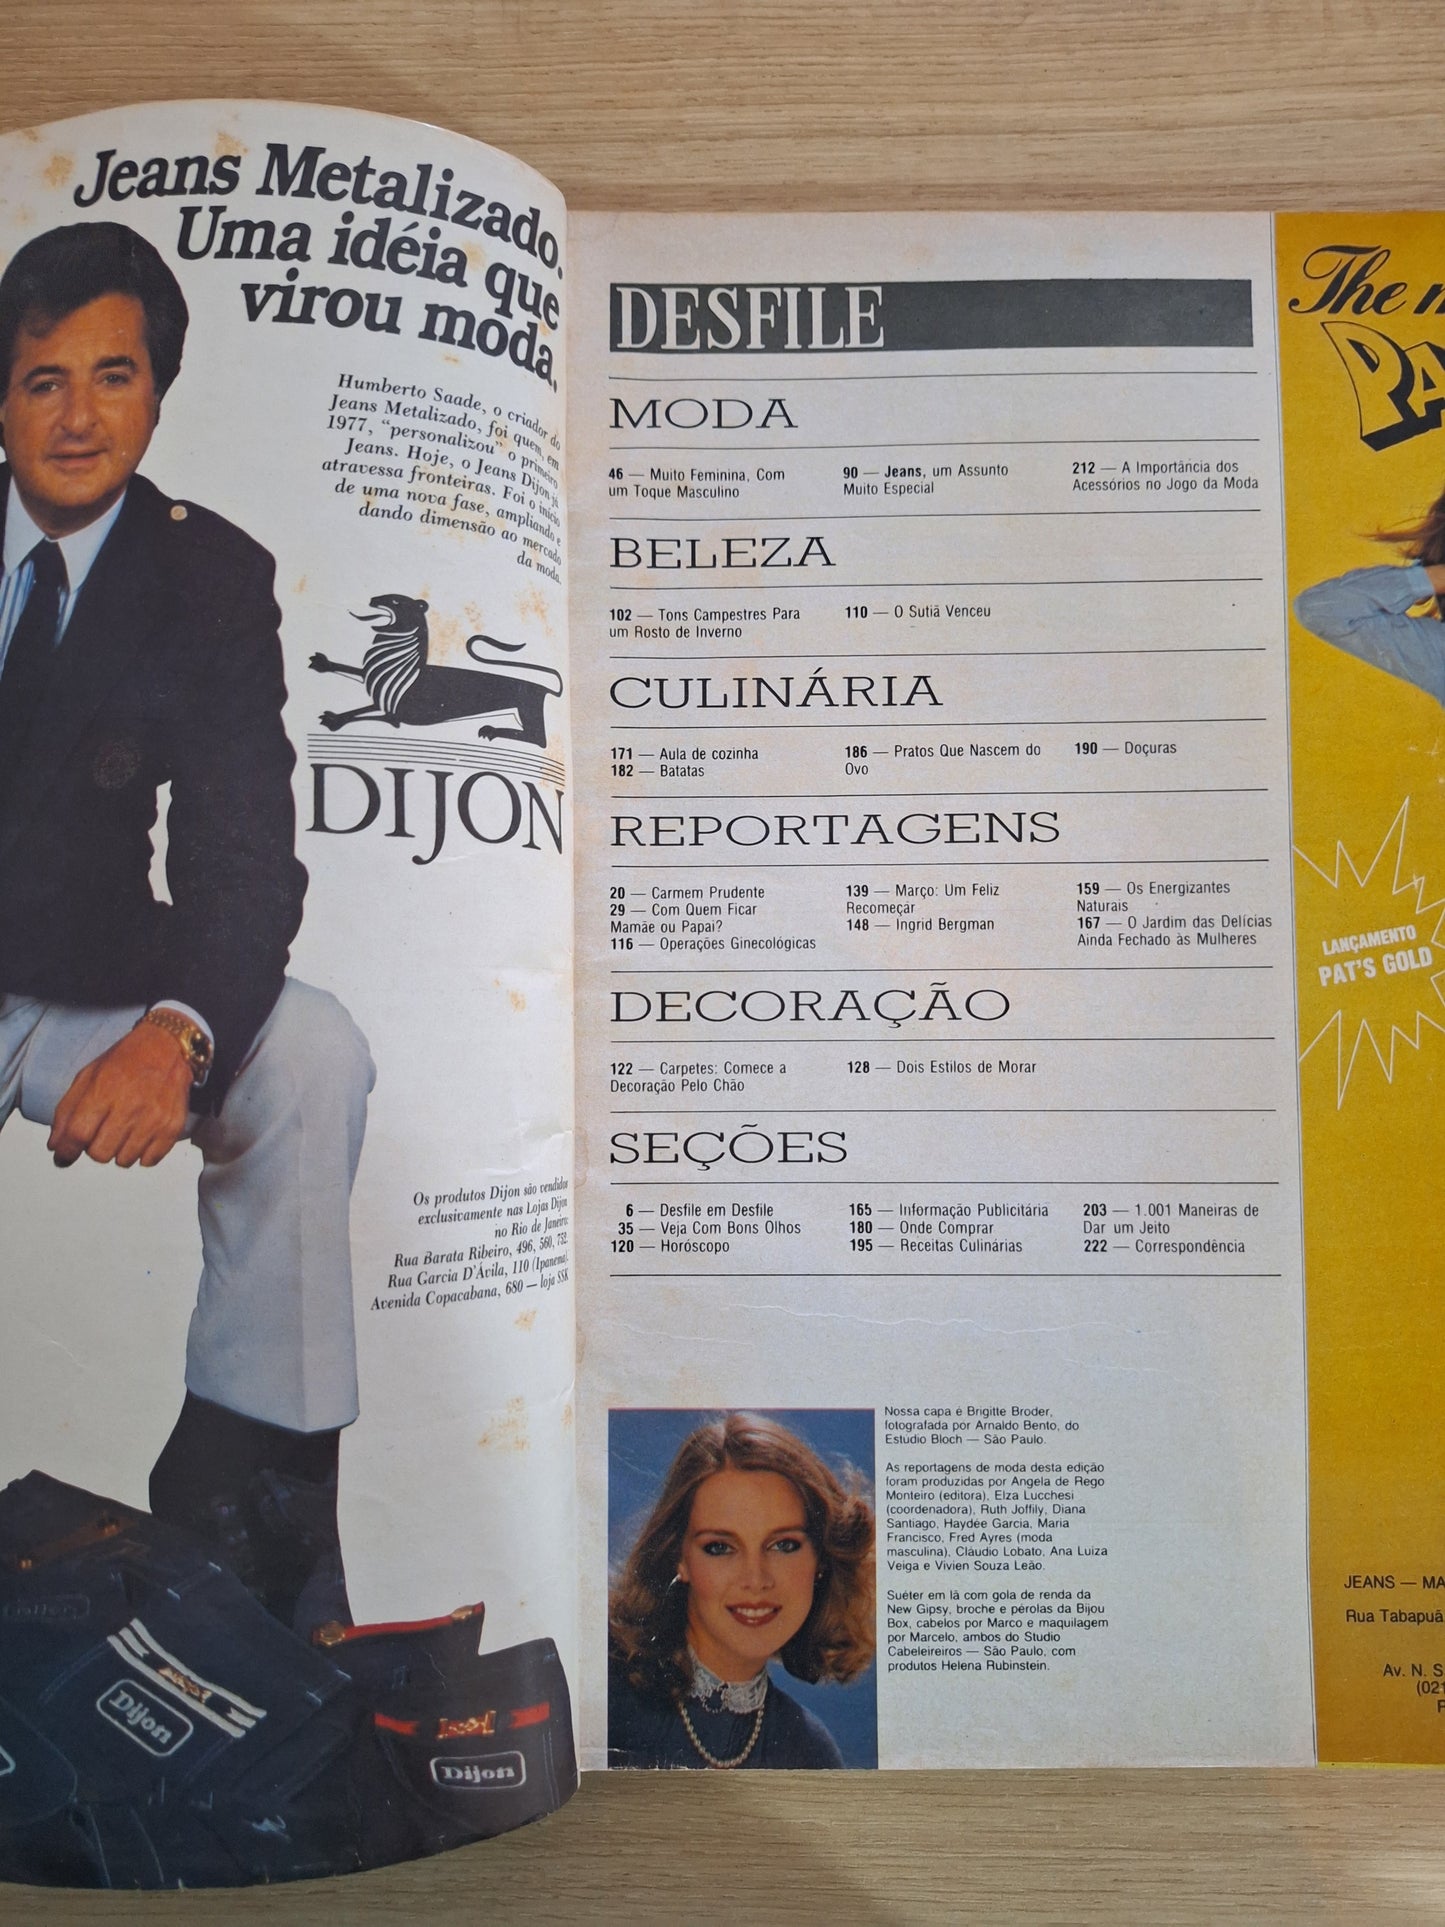 Jeans Metalizado.
Uma idéia que
virou moda.
Humberto Saade, o criador do
Jeans Metalizado, foi quem, em
1977, “personalizou” o primeiro
Jeans. Hoje, o Jeans Dijon já
atravessa fronteiras. Foi o início
de uma nova fase, ampliando e
dando dimensão ao mercado
da moda.
DIJON
Os produtos Dijon são vendidos
exclusivamente nas Lojas Dijon
no Rio de Janeiro:
Rua Barata Ribeiro, 496, 560, 752.
Rua Garcia D'Ávila, 110 (Ipanema).
Avenida Copacabana, 680 — loja SSK
Dijon
Dijon
DESFILE
MODA
46 — Muito Feminina, Com
um Toque Masculino
90 — Jeans, um Assunto
Muito Especial
212 — A Importância dos
Acessórios no Jogo da Moda
BELEZA
102 — Tons Campestres Para
um Rosto de Inverno
110 — O Sutiã Venceu
CULINÁRIA
171 — Aula de cozinha
182 — Batatas
186 — Pratos Que Nascem do
Ovo
190 — Doçuras
REPORTAGENS
20 — Carmem Prudente
29 — Com Quem Ficar
Mamãe ou Papai?
116 — Operações Ginecológicas
139 — Março: Um Feliz
Recomeçar
148 — Ingrid Bergman
159 — Os Energizantes
Naturais
167 — O Jardim das Delícias
Ainda Fechado às Mulheres
DECORAÇÃO
122 — Carpetes: Comece a
Decoração Pelo Chão
128 — Dois Estilos de Morar
SEÇÕES
6 — Desfile em Desfile
35 — Veja Com Bons Olhos
120 — Horóscopo
165 — Informação Publicitária
180 — Onde Comprar
195 — Receitas Culinárias
203 — 1.001 Maneiras de
Dar um Jeito
222 — Correspondência
Nossa capa é Brigitte Broder,
fotografada por Arnaldo Bento, do
Estúdio Bloch — São Paulo.
As reportagens de moda desta edição
foram produzidas por Angela de Rego
Monteiro (editora), Elza Lucchesi
(coordenadora), Ruth Joffily, Diana
Santiago, Haydée Garcia, Maria
Francisco, Fred Ayres (moda
masculina), Cláudio Lobato, Ana Luiza
Veiga e Vivien Souza Leão.
Suéter em lã com gola de renda da
New Gipsy, broche e pérolas da Bijou
Box, cabelos por Marco e maquilagem
por Marcelo, ambos do Studio
Cabeleireiros — São Paulo, com
produtos Helena Rubinstein.
The
PA
LANÇAMENTO
PAT'S GOLD
JEANS — MA
Rua Tabapuã
Av. N. S
(021